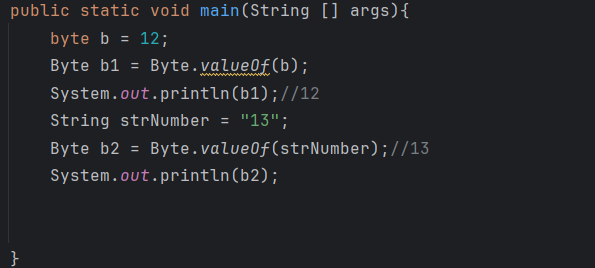 public static void main(String [] args){
byte b = 12;
Byte b1 = Byte.valueOf(b);
System.out.println(b1);//12
String strNumber = "13";
Byte b2 = Byte.valueOf(strNumber);//13
System.out.println(b2);
}